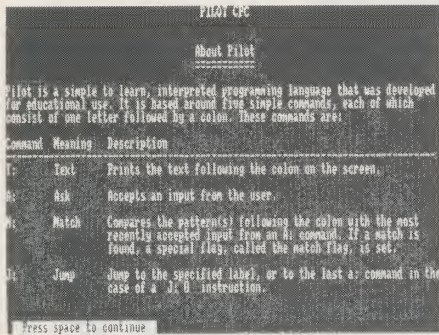 PILOT CPC
About Pilot
Pilot is a simple to learn, interpreted programming language that was developed
for educational use. It is based around five simple commands, each of which
consist of one letter followed by a colon. These commands are:
Command Meaning Description
T: Text Prints the text following the colon on the screen.
A: Ask Accepts an input from the user.
M: Match Compares the pattern(s) following the colon with the most
recently accepted input from an A: command. If a match is
found, a special flag, called the match flag, is set.
J: Jump Jump to the specified label, or to the last a: command in the
case of a J: @ instruction.
Press space to continue